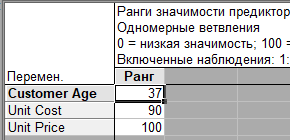 Ранги значимости предиктор
Одномерные ветвления
0 = низкая значимость; 100 =
Включенные наблюдения: 1:
Перемен. Ранг
Customer Age 37
Unit Cost 90
Unit Price 100